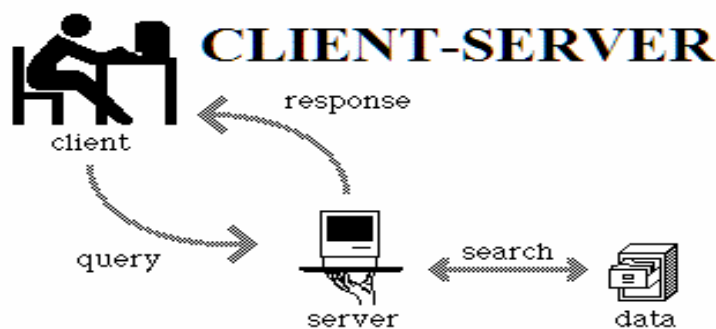 CLIENT-SERVER
response
client
query
search
server
data